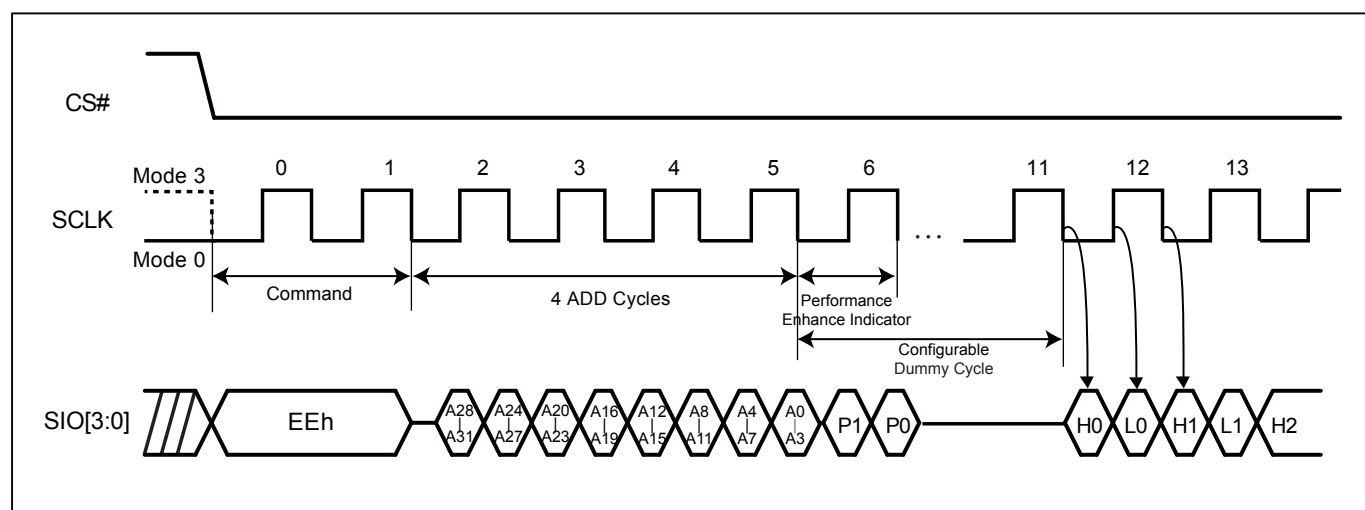 CS#
0 1 2 3 4 5 6 11 12 13
Mode 3
SCLK
...
Mode 0
Command
4 ADD Cycles
Performance
Enhance Indicator
Configurable
Dummy Cycle
SIO[3:0]
EEh
A28
A31
A24
A27
A20
A23
A16
A19
A12
A15
A8
A11
A4
A7
A0
A3
P1 P0 H0 L0 H1 L1 H2